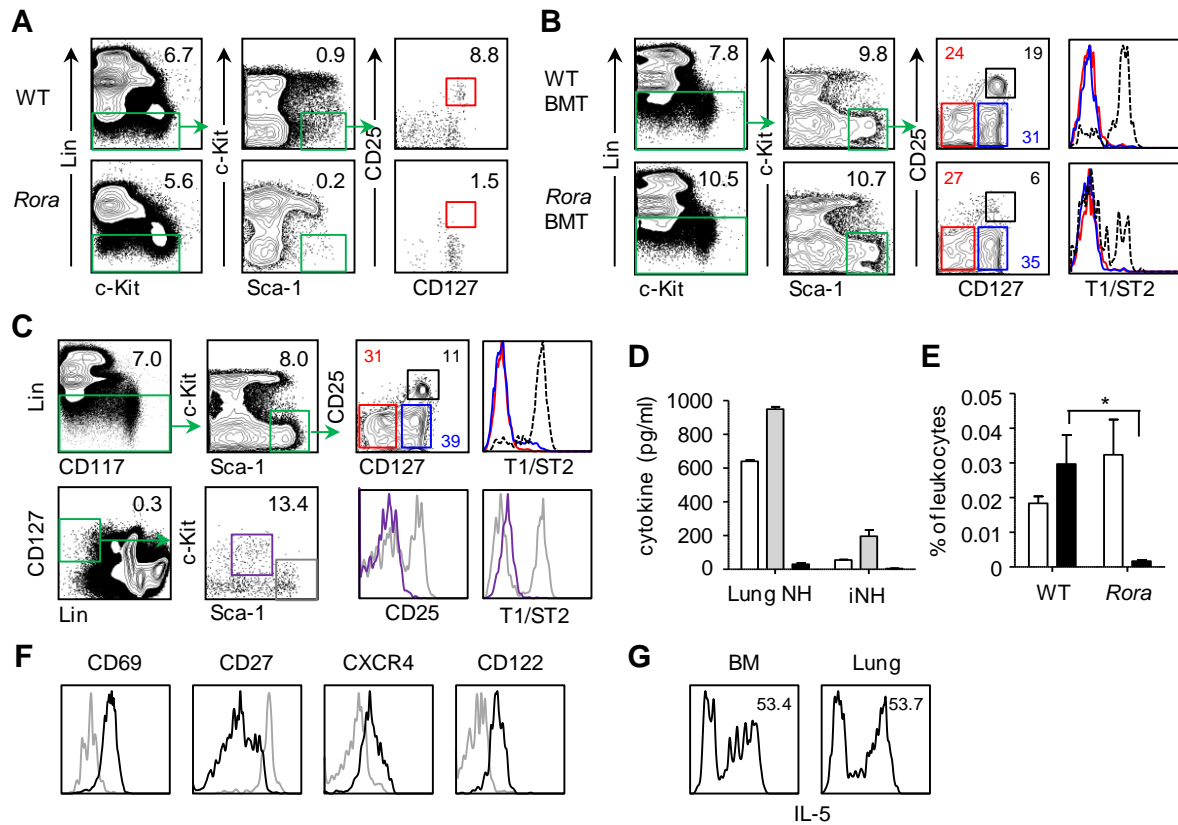 A
WT
Lin
6.7
c-Kit
0.9
CD25
8.8
Rora
5.6
0.2
1.5
c-Kit
Sca-1
CD127
B
WT
BMT
Lin
7.8
c-Kit
9.8
CD25
24
19
31
Rora
BMT
10.5
10.7
27
6
35
c-Kit
Sca-1
CD127
T1/ST2
C
Lin
7.0
c-Kit
8.0
CD25
31
11
39
CD117
Sca-1
CD127
T1/ST2
CD127
0.3
c-Kit
13.4
Lin
Sca-1
CD25
T1/ST2
D
cytokine (pg/ml)
1000
800
600
400
200
0
Lung NH
iNH
E
% of leukocytes
0.05
0.04
0.03
0.02
0.01
0
*
WT
Rora
F
CD69
CD27
CXCR4
CD122
G
BM
Lung
53.4
53.7
IL-5